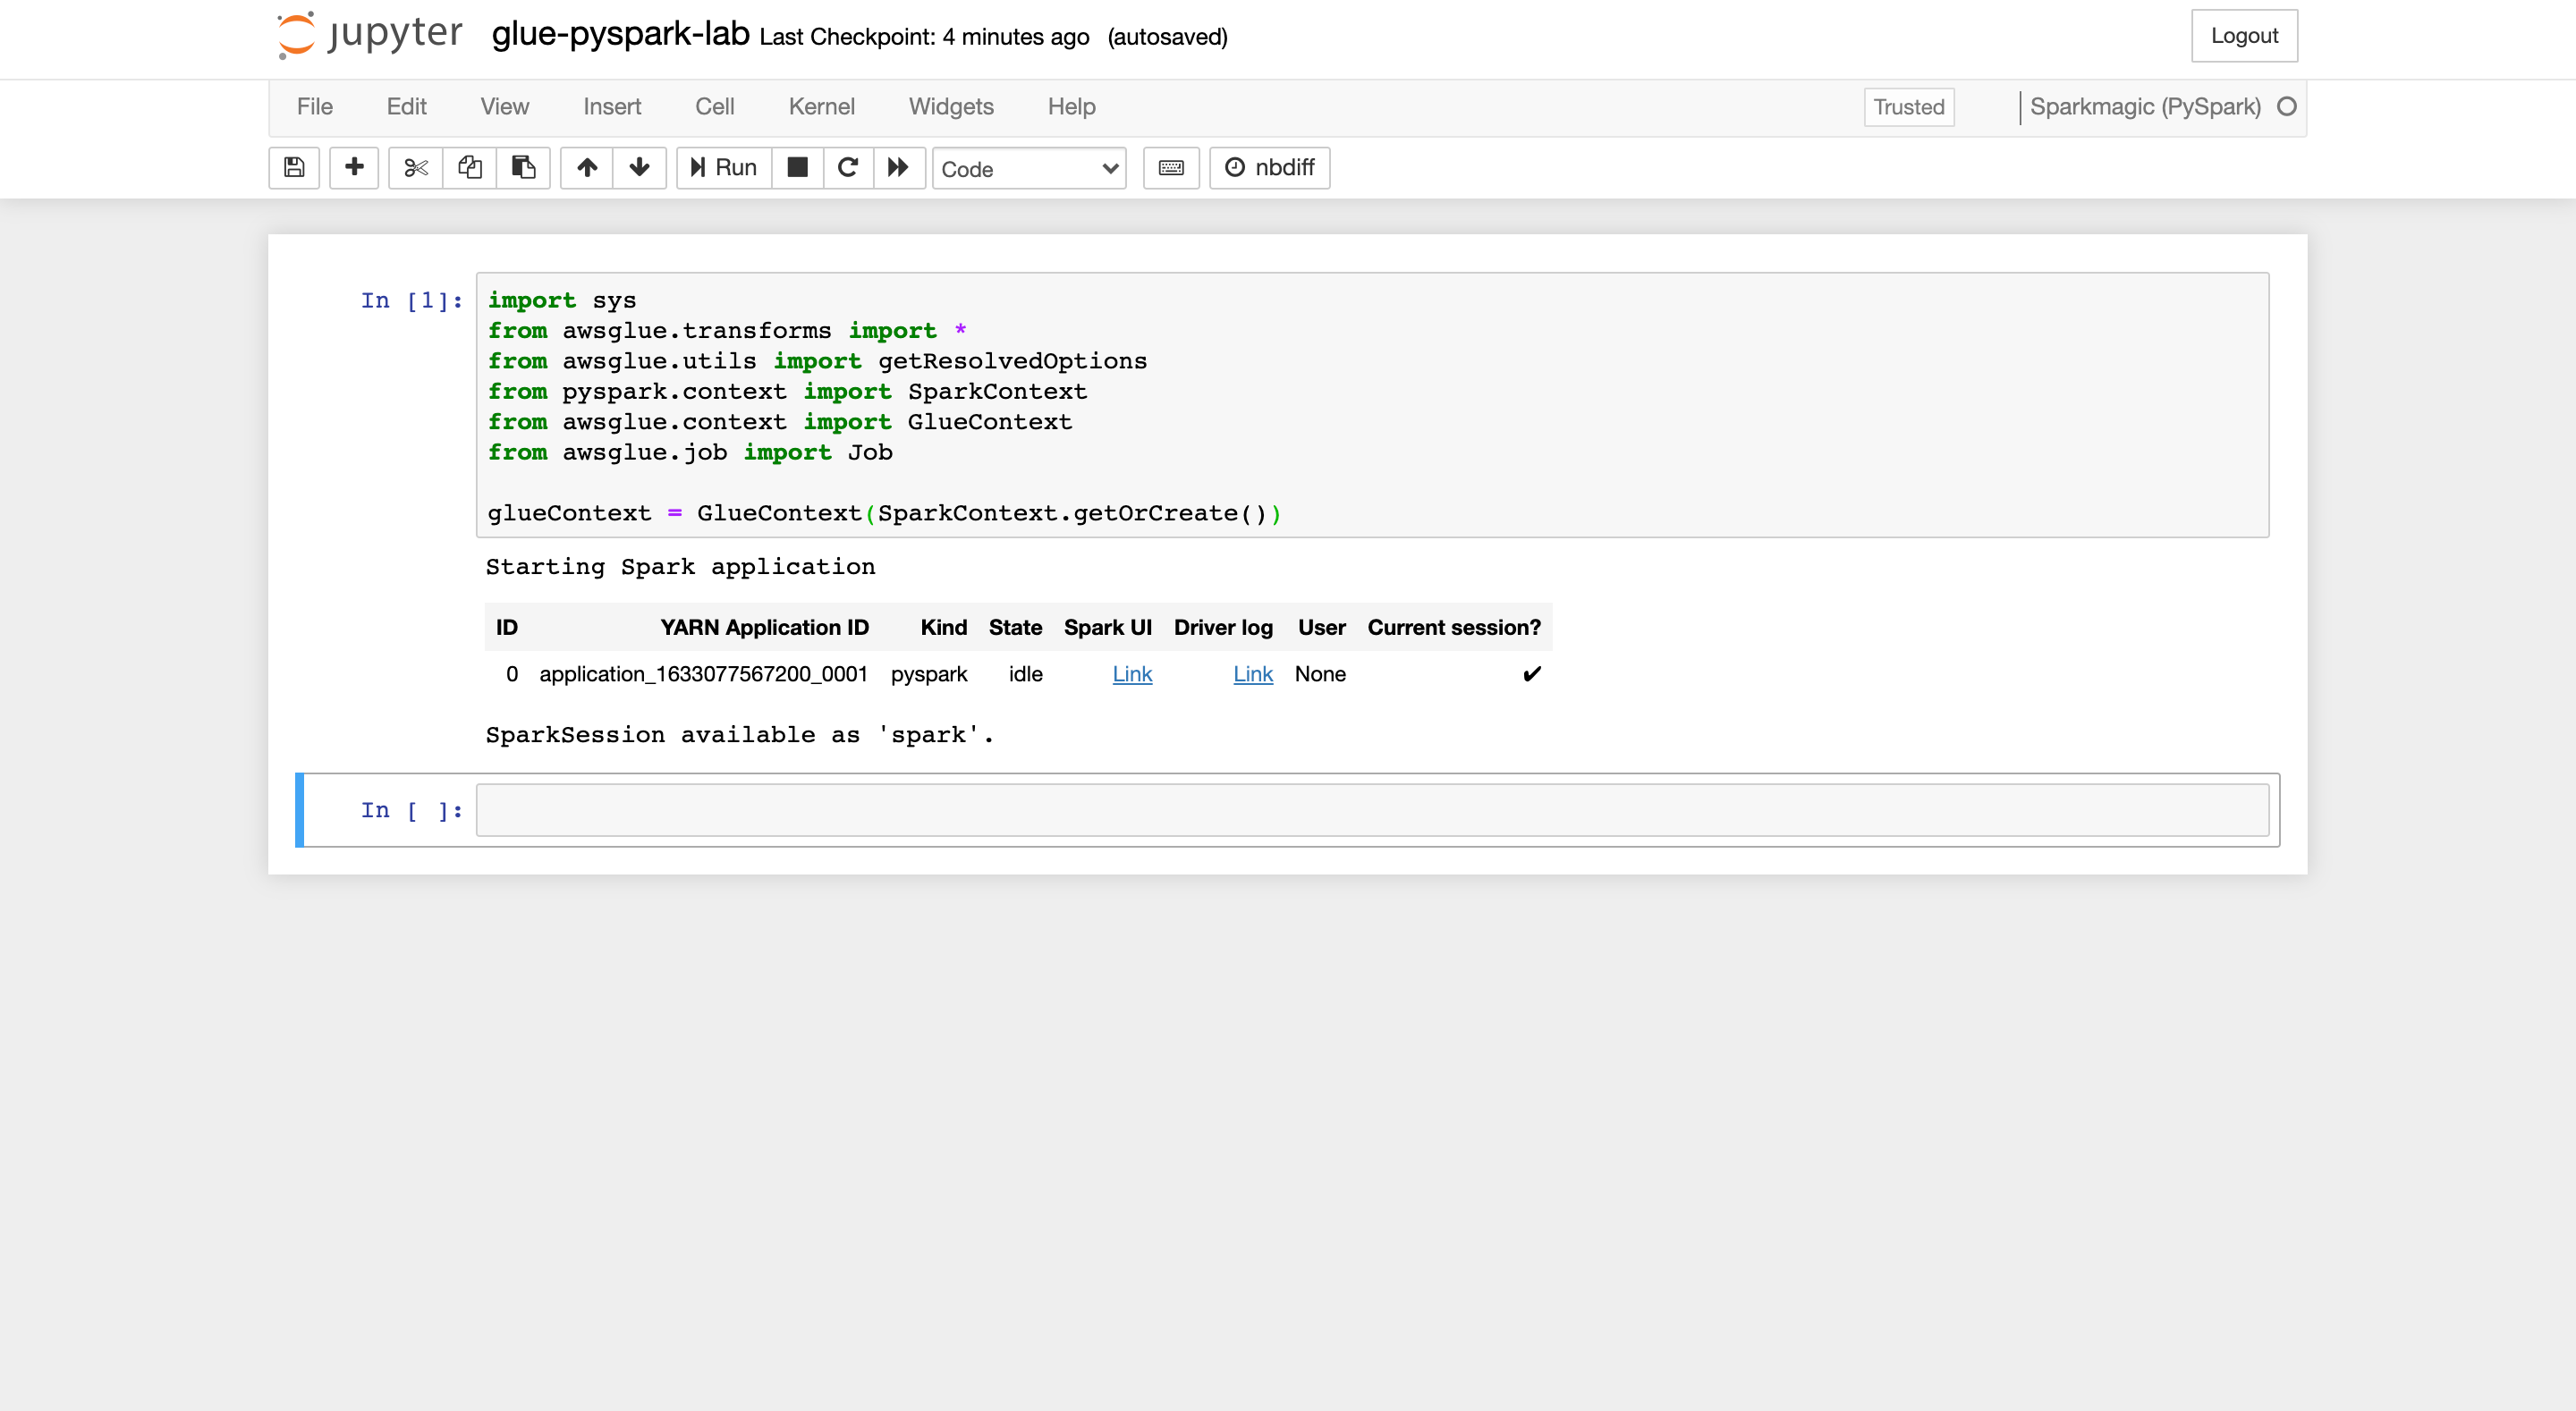 jupyter glue-pyspark-lab Last Checkpoint: 4 minutes ago (autosaved) Logout
File Edit View Insert Cell Kernel Widgets Help Trusted Sparkmagic (PySpark)
Run Code nbdiff
In [1]: import sys
from awsglue.transforms import *
from awsglue.utils import getResolvedOptions
from pyspark.context import SparkContext
from awsglue.context import GlueContext
from awsglue.job import Job
glueContext = GlueContext(SparkContext.getOrCreate())
Starting Spark application
ID YARN Application ID Kind State Spark UI Driver log User Current session?
0 application_1633077567200_0001 pyspark idle Link Link None ✔
SparkSession available as 'spark'.
In [ ]: